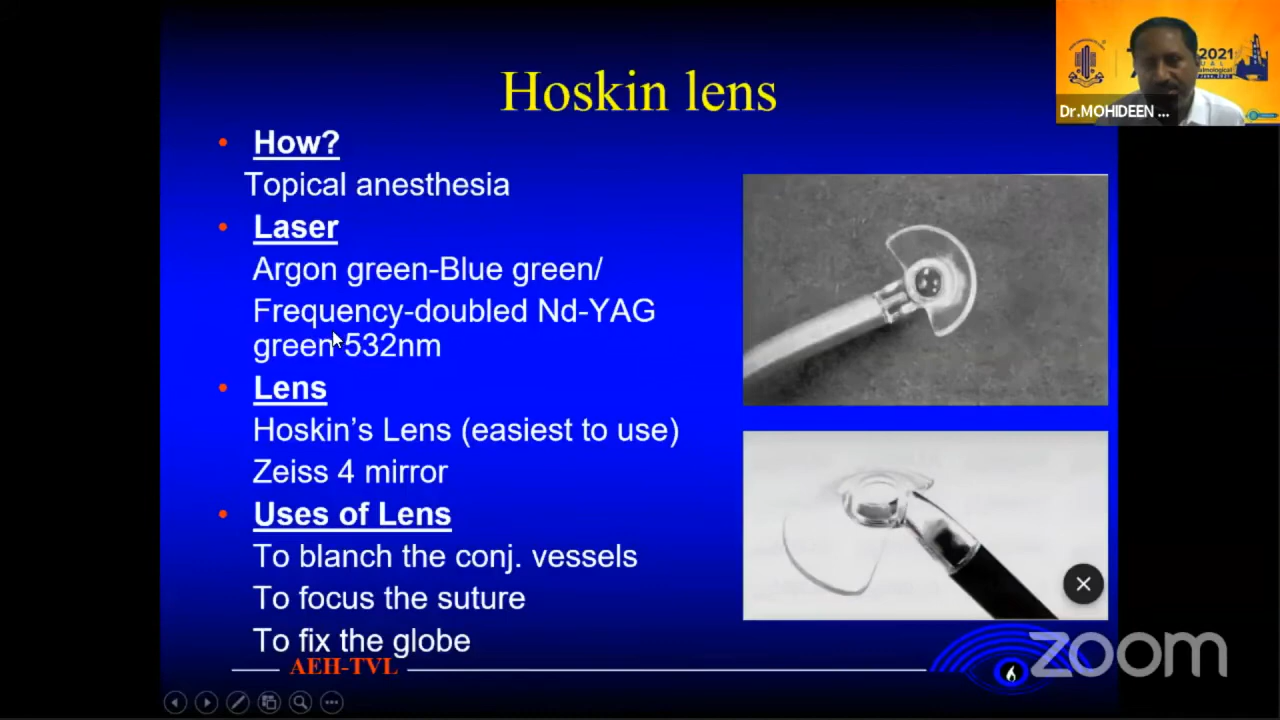 Hoskin lens
• How?
Topical anesthesia
• Laser
Argon green-Blue green/
Frequency-doubled Nd-YAG
green-532nm
• Lens
Hoskin's Lens (easiest to use)
Zeiss 4 mirror
• Uses of Lens
To blanch the conj. vessels
To focus the suture
To fix the globe
AEH-TVL
2021
Dr.MOHIDEEN ...
zoom